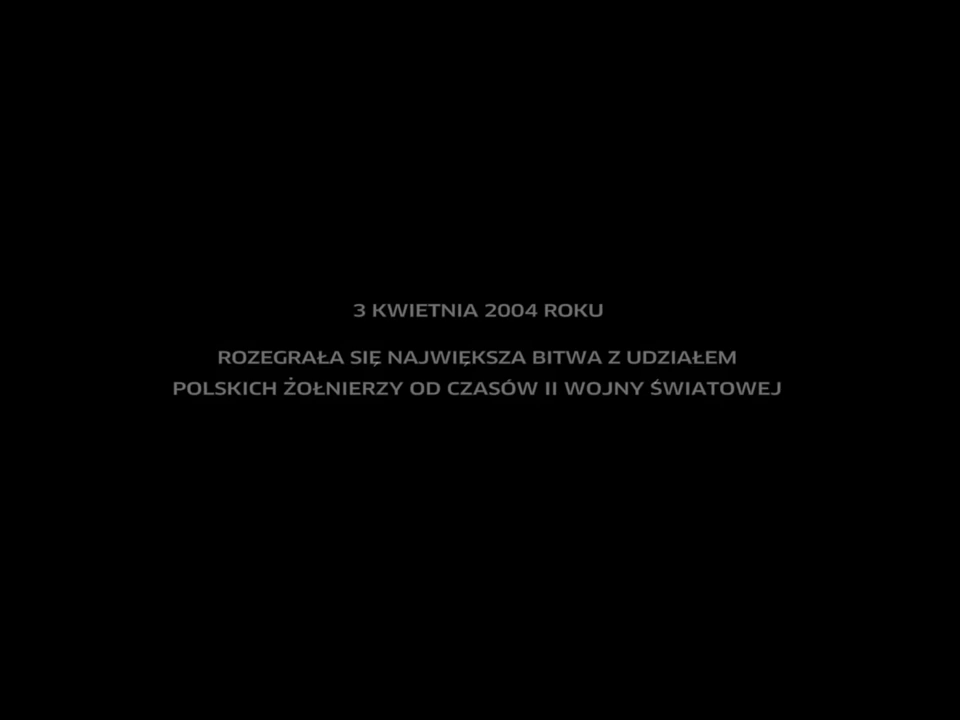 3 KWIETNIA 2004 ROKU
ROZEGRAŁA SIĘ NAJWIĘKSZA BITWA Z UDZIAŁEM
POLSKICH ŻOŁNIERZY OD CZASÓW II WOJNY ŚWIATOWEJ